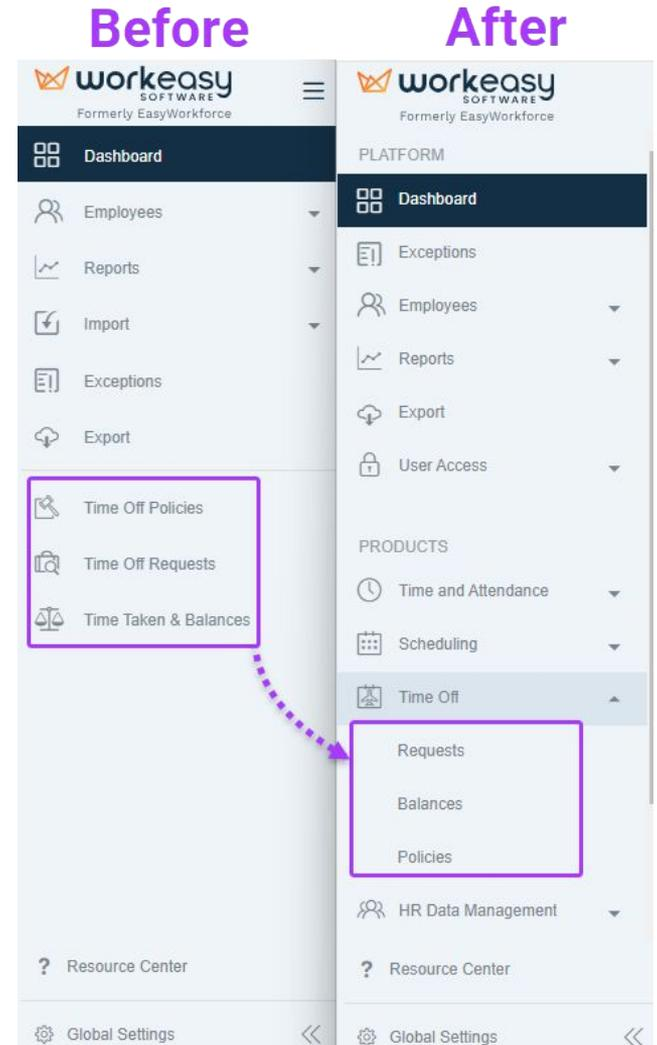 Before
workeasy
SOFTWARE
Formerly EasyWorkforce
Dashboard
Employees
Reports
Import
Exceptions
Export
Time Off Policies
Time Off Requests
Time Taken & Balances
? Resource Center
Global Settings
After
workeasy
SOFTWARE
Formerly EasyWorkforce
PLATFORM
Dashboard
Exceptions
Employees
Reports
Export
User Access
PRODUCTS
Time and Attendance
Scheduling
Time Off
Requests
Balances
Policies
HR Data Management
? Resource Center
Global Settings